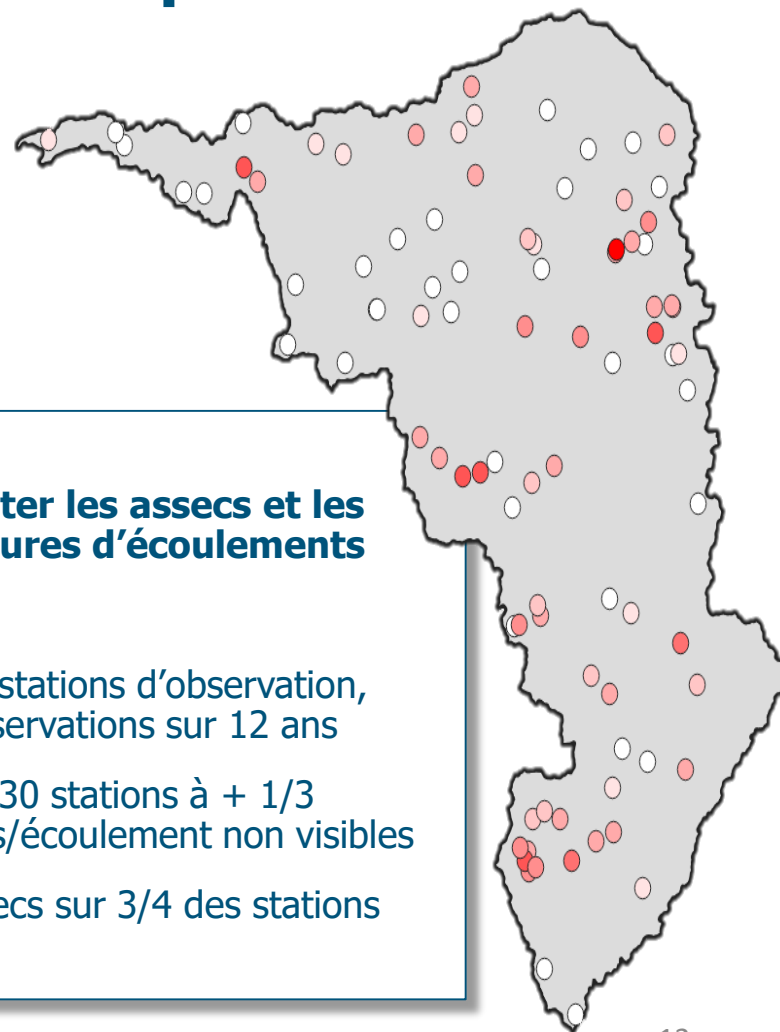 ter les assecs et les
ures d'écoulements
stations d'observation,
servations sur 12 ans
30 stations à + 1/3
s/écoulement non visibles
ecs sur 3/4 des stations